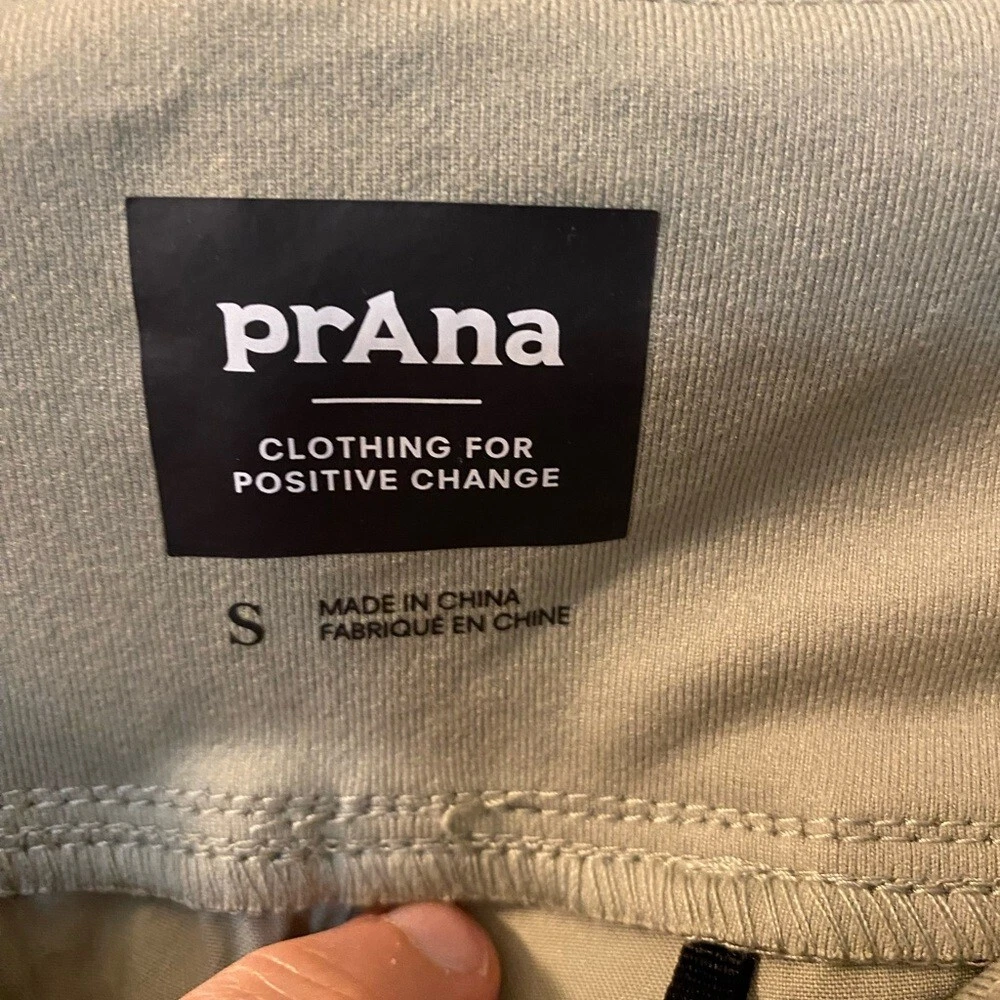 prAna
CLOTHING FOR
POSITIVE CHANGE
S
MADE IN CHINA
FABRIQUÉ EN CHINE